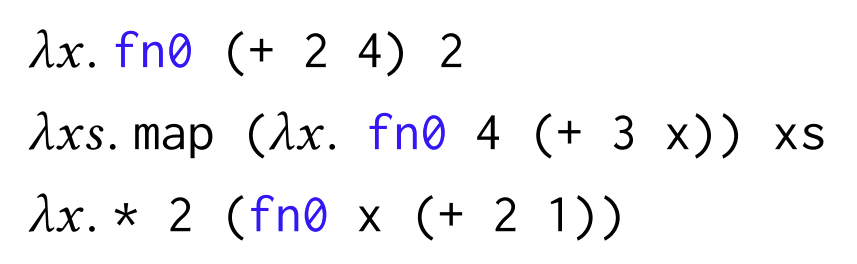 λx. fn0 (+ 2 4) 2
λxs. map (λx. fn0 4 (+ 3 x)) xs
λx. * 2 (fn0 x (+ 2 1))